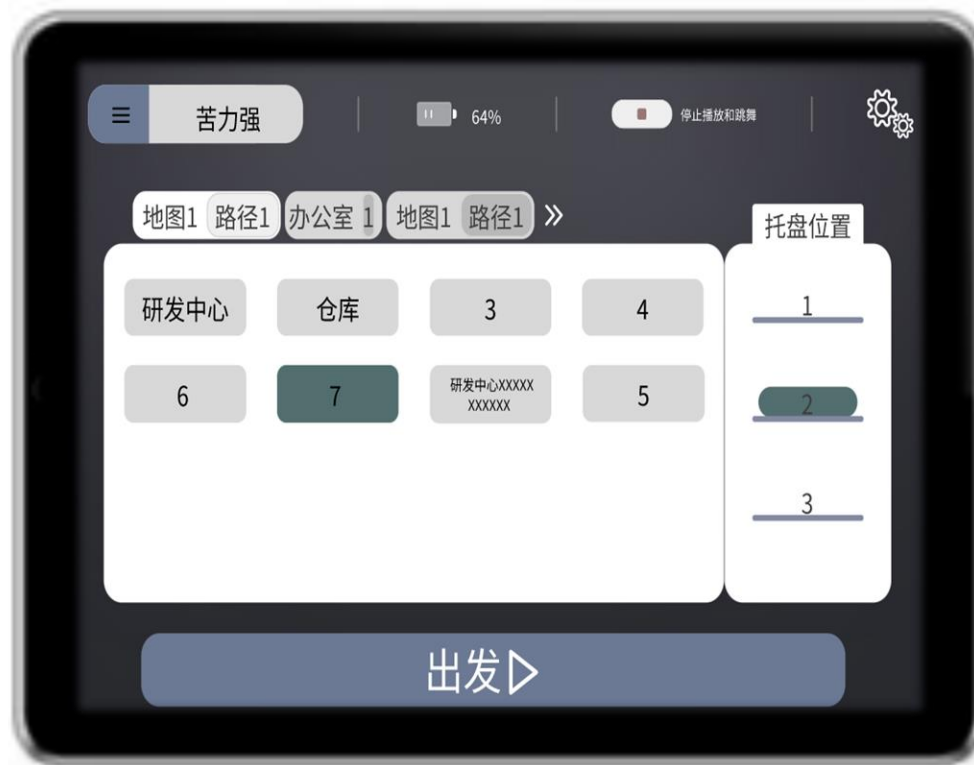 苦力强
64%
停止播放和跳舞
地图1 路径1 办公室 1 地图1 路径1
托盘位置
研发中心 仓库 3 4
1
6 7 研发中心XXXXX
XXXXXX 5
2
3
出发